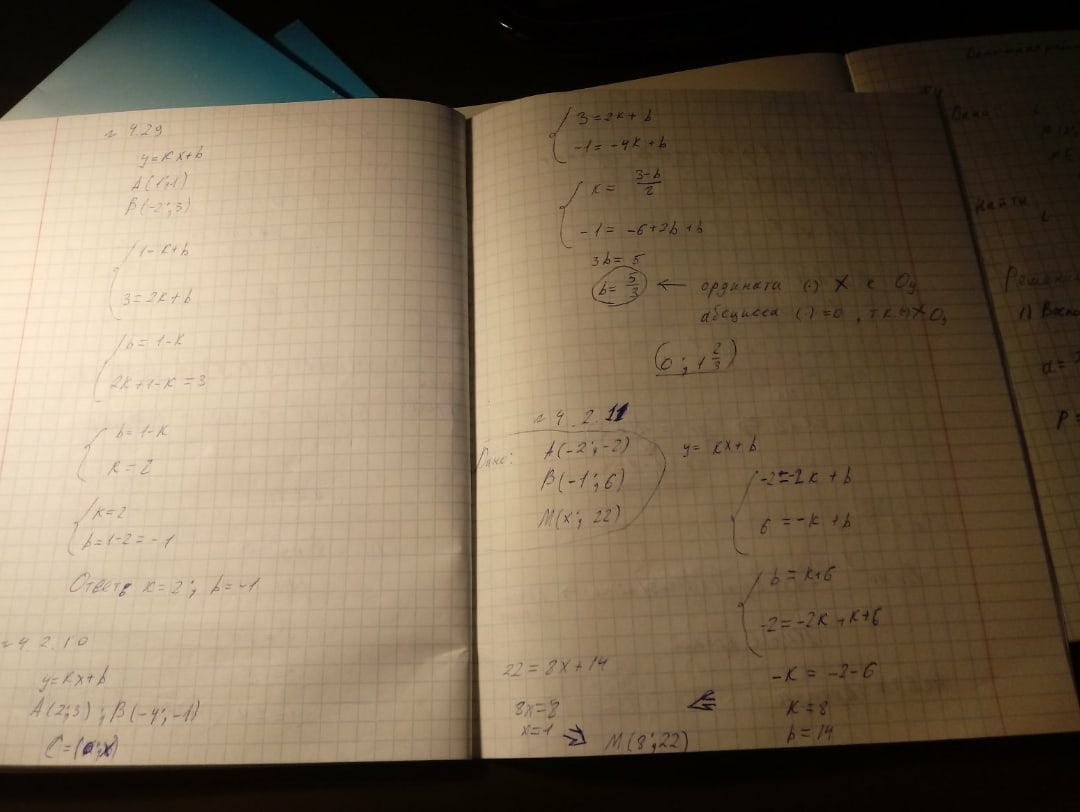 № 4.29
y=kx+b
A(1;1)
B(-2;3)
1-k+b
3=2k+b
b=1-k
2k+1-k=3
b=1-k
k=2
k=2
b=1-2=-1
Ответ: k=2; b=-1
№ 4.2.10
y=kx+b
A(2;3); B(-4;-1)
3=2k+b
-1=-4k+b
k= 3-b/2
-1= -6+2b+b
3b=5
b= 5/3 ← ордината (·) X к Oy
абсцисса (·)=0, т.к.
(0; 1 2/3)
№ 4.2.11
Дано:
A(-2;-2)
B(-1;6)
M(x; 22)
y= kx+b
-2=-2k+b
6=-k+b
b=k+6
-2=-2k+k+6
-k=-2-6
k=8
b=14
22=8x+14
8x=8
x=1
M(8;22)
Найти